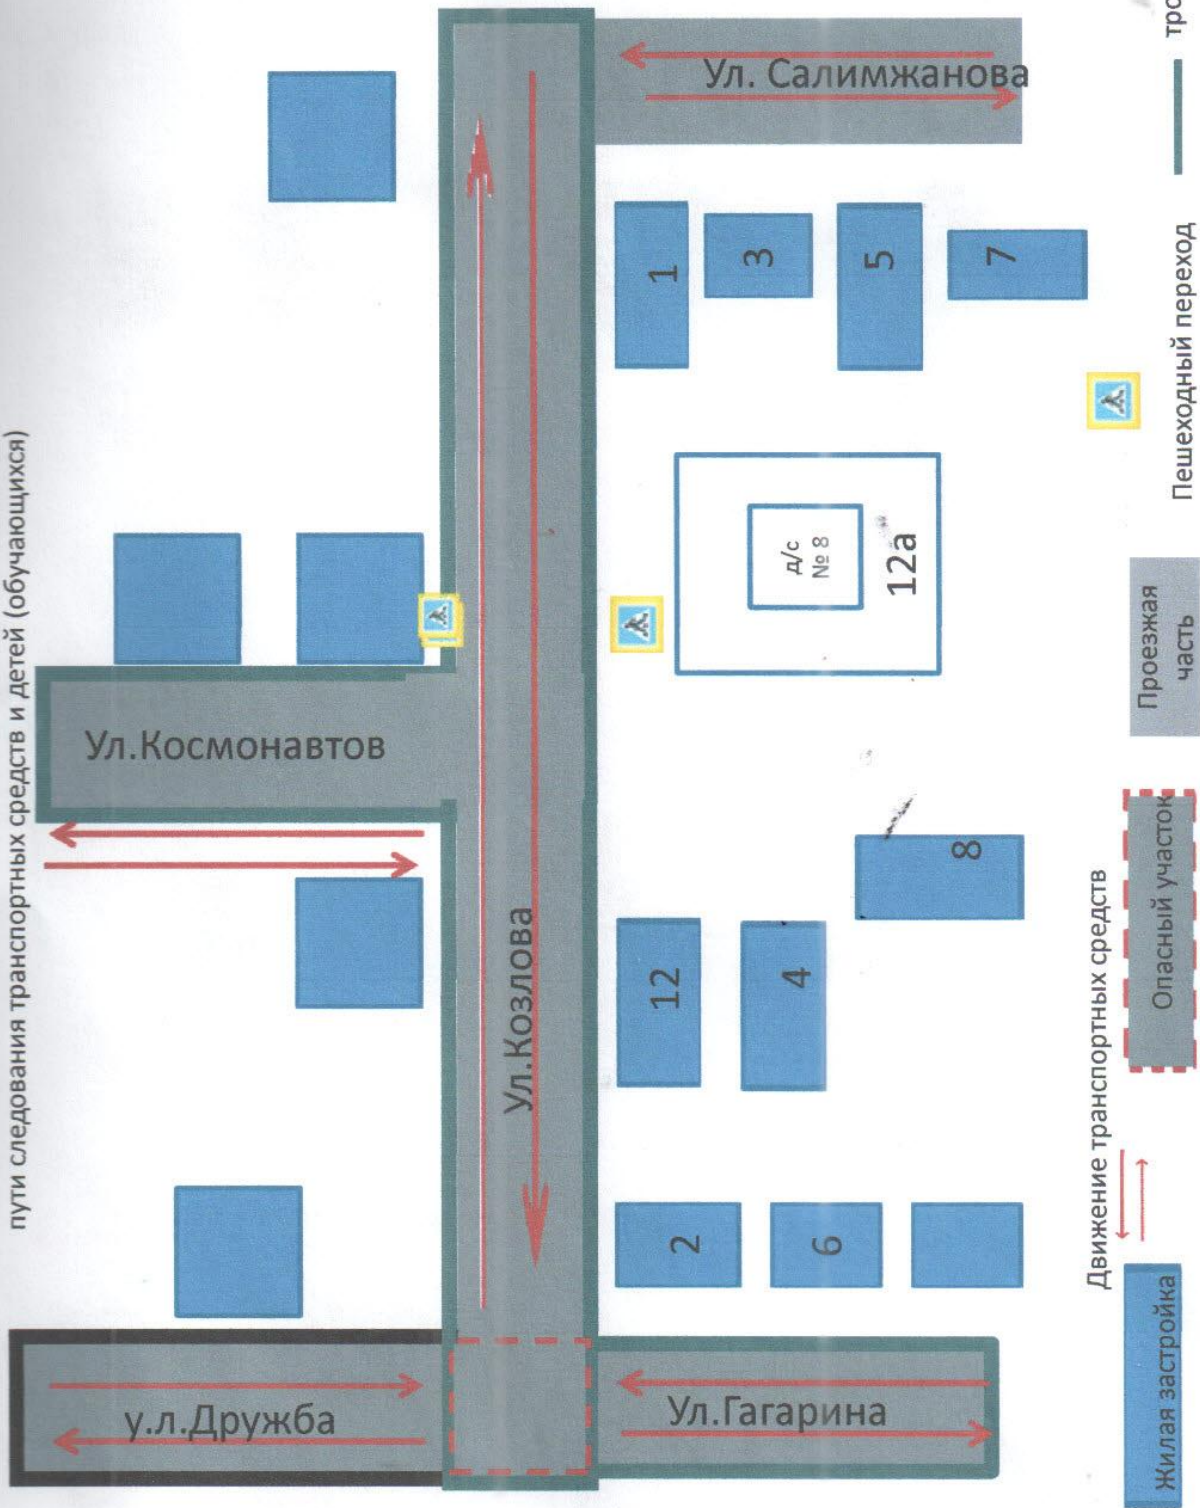 пути следования транспортных средств и детей (обучающихся)
Ул. Салимжанова
Ул.Космонавтов
Ул.Козлова
у.л.Дружба
Ул.Гагарина
1
3
5
7
д/с
№ 8
12а
12
4
8
2
6
Жилая застройка
Движение транспортных средств
Опасный участок
Проезжая
часть
Пешеходный переход